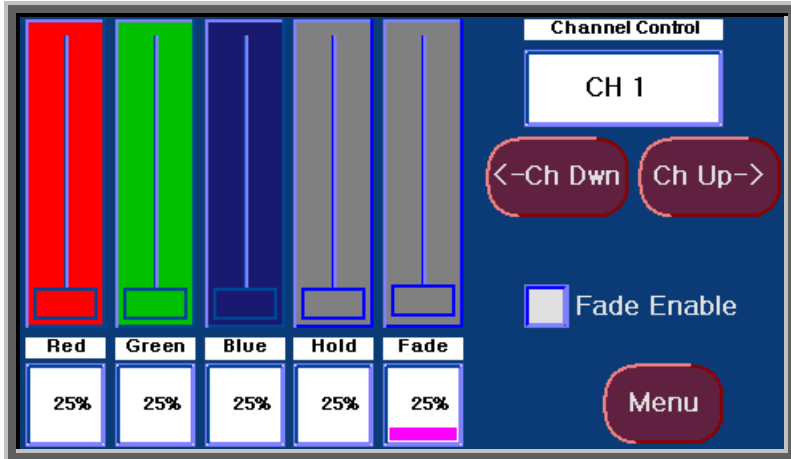 Channel Control
CH 1
<-Ch Dwn Ch Up->
Fade Enable
Red Green Blue Hold Fade
25% 25% 25% 25% 25%
Menu